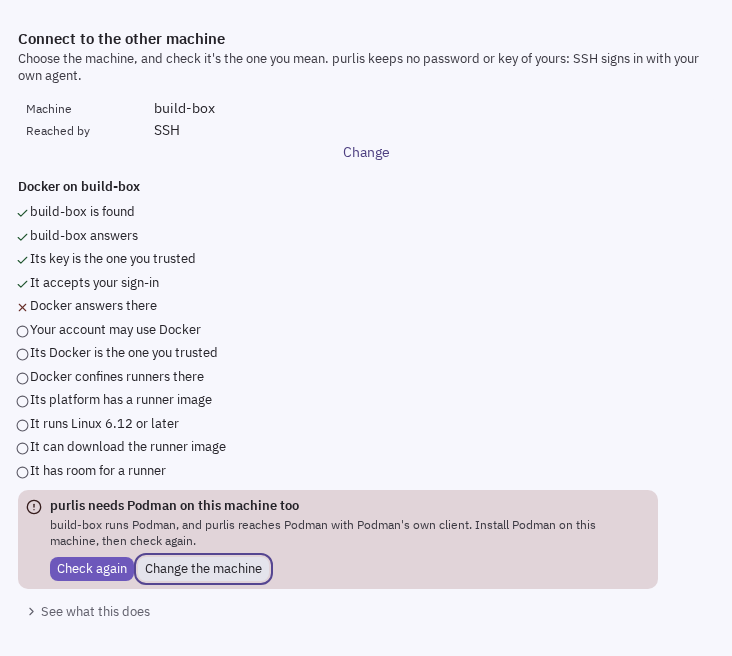 Connect to the other machine
Choose the machine, and check it's the one you mean. purlis keeps no password or key of yours: SSH signs in with your
own agent.
Machine build-box
Reached by SSH
Change
Docker on build-box
build-box is found
build-box answers
Its key is the one you trusted
It accepts your sign-in
Docker answers there
Your account may use Docker
Its Docker is the one you trusted
Docker confines runners there
Its platform has a runner image
It runs Linux 6.12 or later
It can download the runner image
It has room for a runner
purlis needs Podman on this machine too
build-box runs Podman, and purlis reaches Podman with Podman's own client. Install Podman on this
machine, then check again.
Check again Change the machine
See what this does